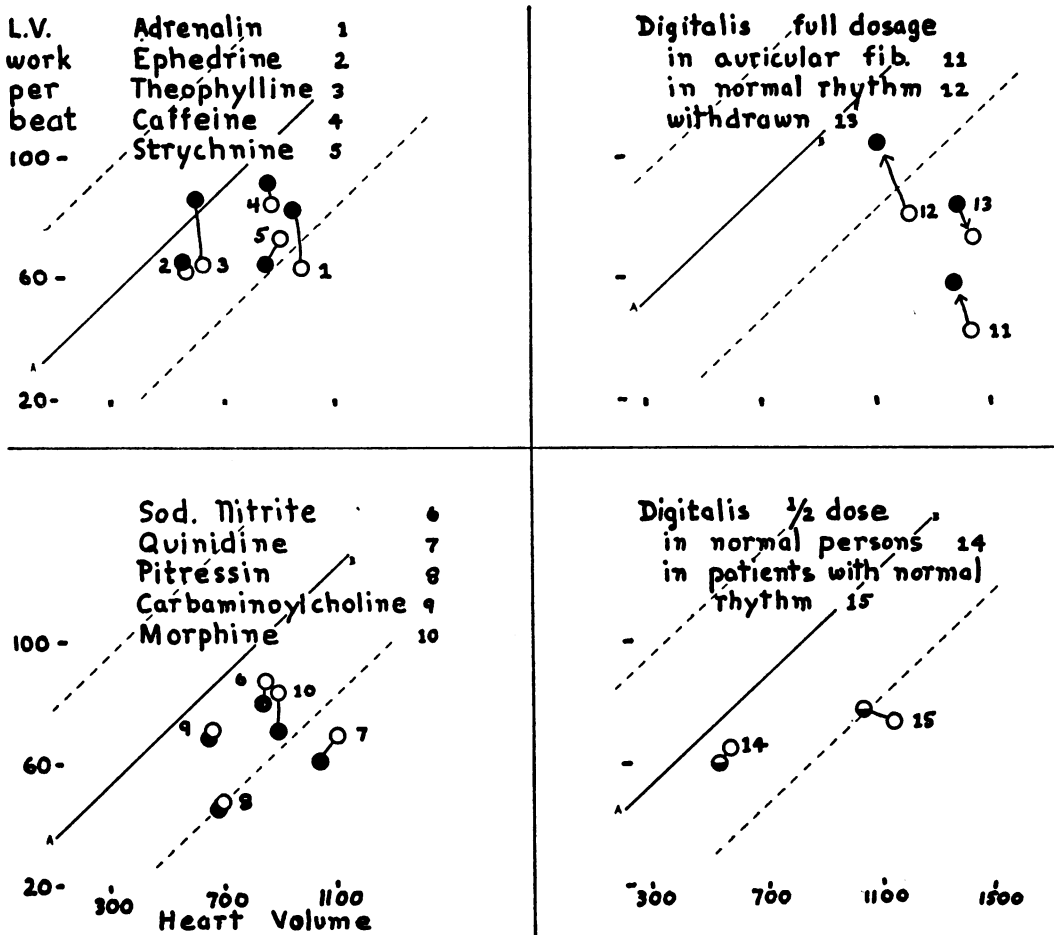 L.V. Adrenalin 1
work Ephedrine 2
per Theophylline 3
beat Caffeine 4
100 - Strychnine 5
60 -
20 -
A
2
3
4
5
1
Digitalis full dosage
in auricular fib. 11
in normal rhythm 12
withdrawn 13
B
A
12
13
11
Sod. Nitrite 6
Quinidine 7
Pitressin 8
Carbaminoylcholine 9
Morphine 10
B
A
100 -
60 -
20 -
6
10
9
7
8
300 700 1100
Heart Volume
Digitalis 1/2 dose
in normal persons 14
in patients with normal
rhythm 15
B
A
14
15
300 700 1100 1500